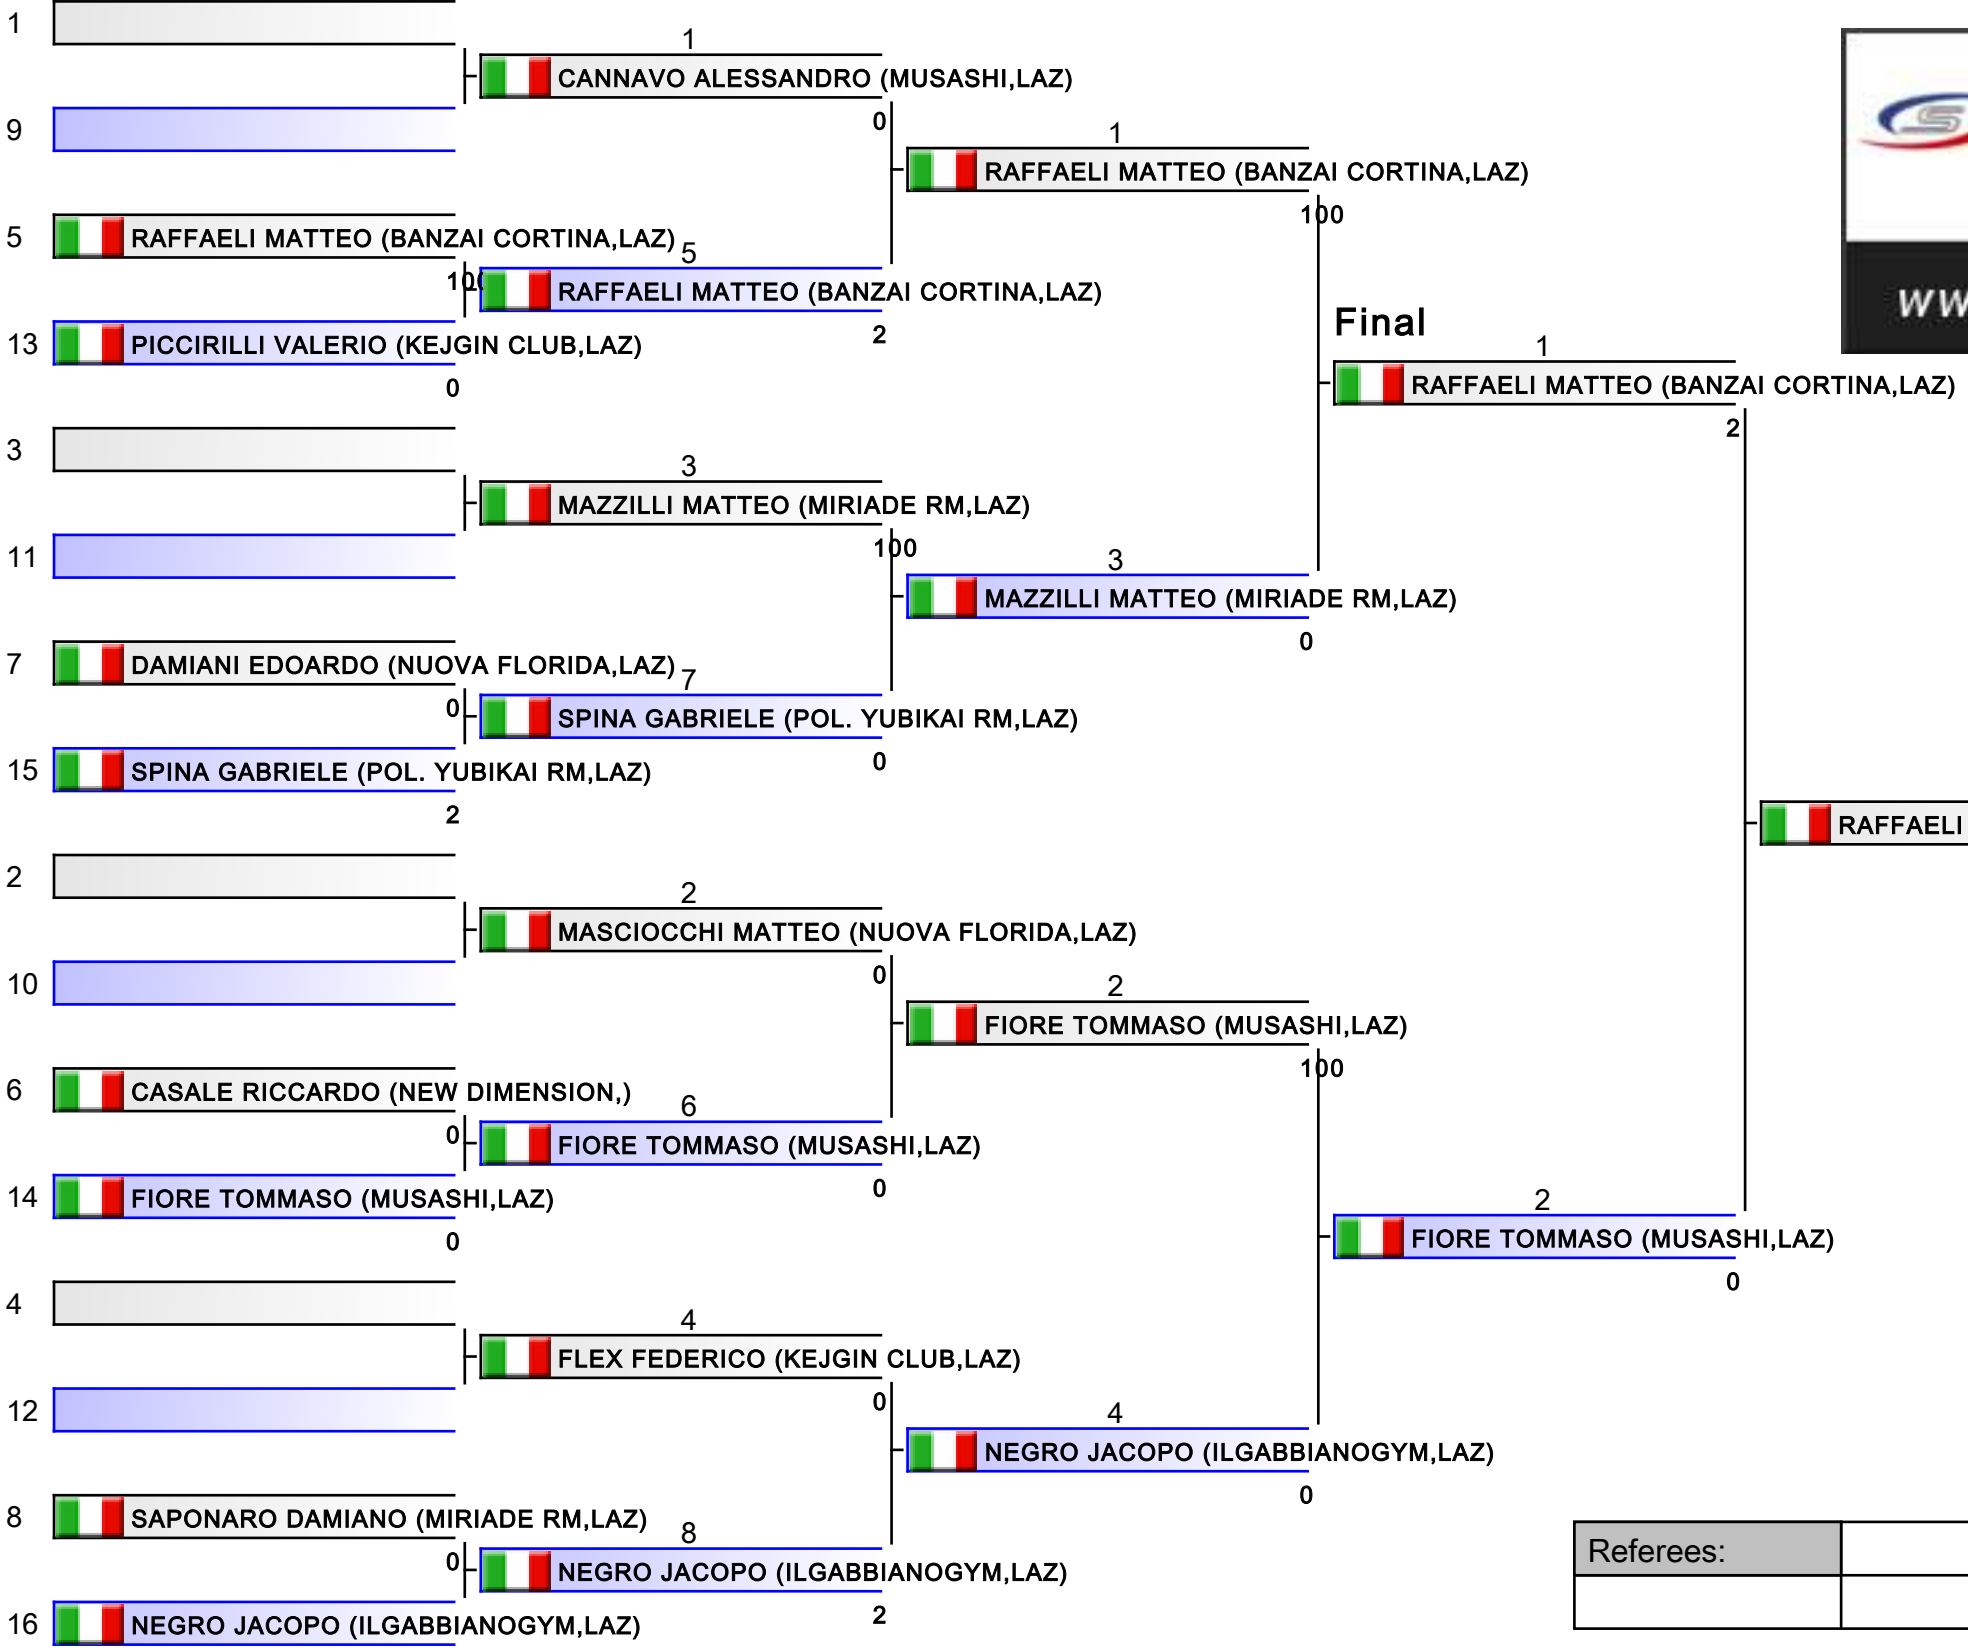 1
1
CANNAVO ALESSANDRO (MUSASHI,LAZ)
0
9
1
RAFFAELI MATTEO (BANZAI CORTINA,LAZ)
100
5
RAFFAELI MATTEO (BANZAI CORTINA,LAZ)
100
5
RAFFAELI MATTEO (BANZAI CORTINA,LAZ)
2
13
PICCIRILLI VALERIO (KEJGIN CLUB,LAZ)
0
Final
1
RAFFAELI MATTEO (BANZAI CORTINA,LAZ)
2
3
3
MAZZILLI MATTEO (MIRIADE RM,LAZ)
100
11
3
MAZZILLI MATTEO (MIRIADE RM,LAZ)
0
7
DAMIANI EDOARDO (NUOVA FLORIDA,LAZ)
0
7
SPINA GABRIELE (POL. YUBIKAI RM,LAZ)
0
15
SPINA GABRIELE (POL. YUBIKAI RM,LAZ)
2
RAFFAELI
2
2
MASCIOCCHI MATTEO (NUOVA FLORIDA,LAZ)
0
10
2
FIORE TOMMASO (MUSASHI,LAZ)
100
6
CASALE RICCARDO (NEW DIMENSION,)
0
6
FIORE TOMMASO (MUSASHI,LAZ)
0
14
FIORE TOMMASO (MUSASHI,LAZ)
0
2
FIORE TOMMASO (MUSASHI,LAZ)
0
4
4
FLEX FEDERICO (KEJGIN CLUB,LAZ)
0
12
4
NEGRO JACOPO (ILGABBIANOGYM,LAZ)
0
8
SAPONARO DAMIANO (MIRIADE RM,LAZ)
0
8
NEGRO JACOPO (ILGABBIANOGYM,LAZ)
2
16
NEGRO JACOPO (ILGABBIANOGYM,LAZ)
Referees: